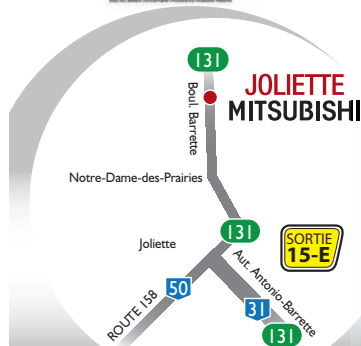 131
JOLIETTE
MITSUBISHI
Boul. Barrette
Notre-Dame-des-Prairies
131
Joliette
SORTIE
15-E
Aut. Antonio-Barrette
50
31
ROUTE 158
131